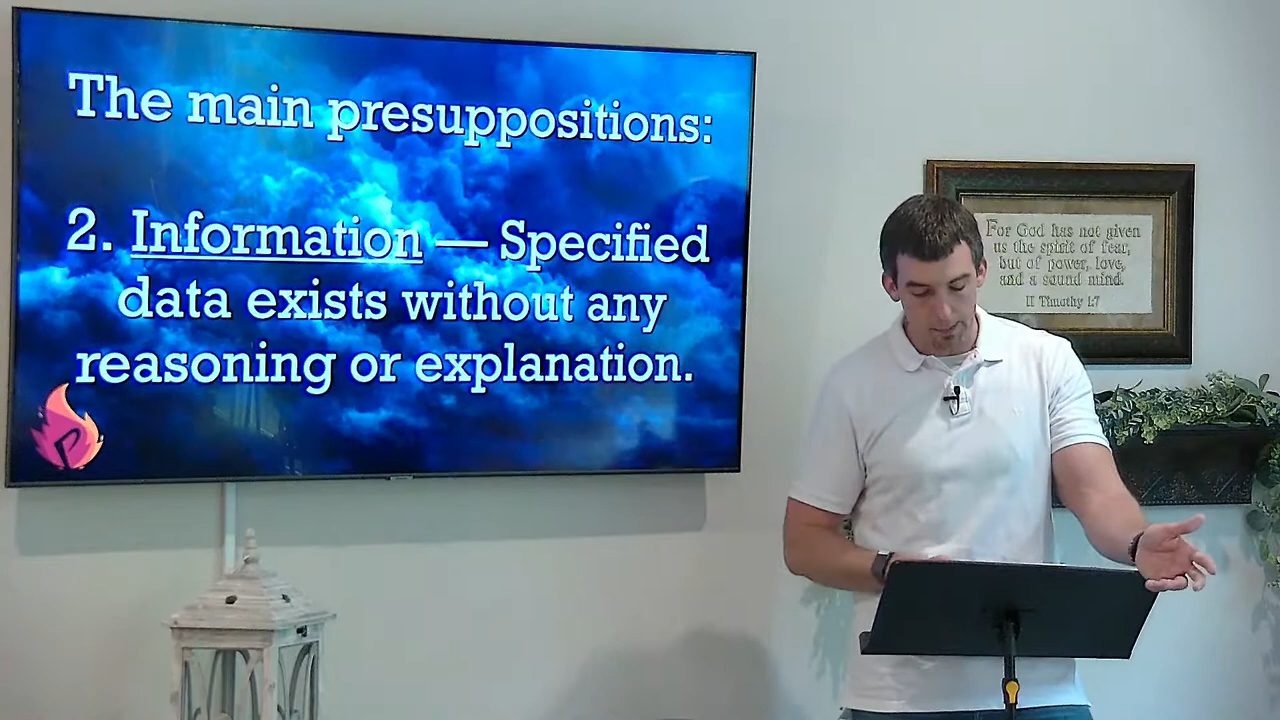 The main presuppositions:
2. Information — Specified
data exists without any
reasoning or explanation.
P
For God has not given
us the spirit of fear,
but of power, love,
and a sound mind.
II Timothy 1:7